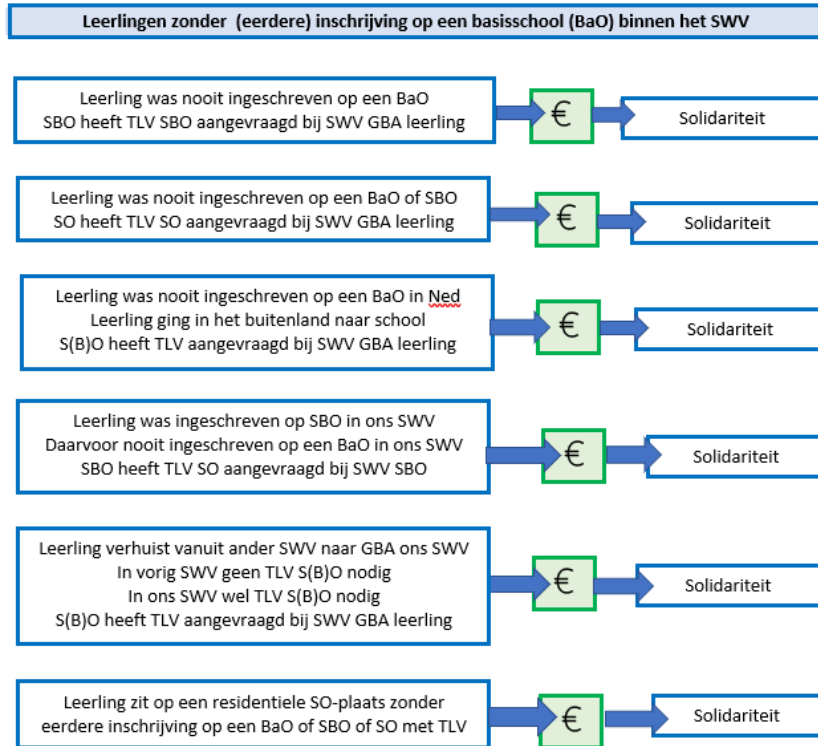 Leerlingen zonder (eerdere) inschrijving op een basisschool (BaO) binnen het SWV
Leerling was nooit ingeschreven op een BaO
SBO heeft TLV SBO aangevraagd bij SWV GBA leerling
€
Solidariteit
Leerling was nooit ingeschreven op een BaO of SBO
SO heeft TLV SO aangevraagd bij SWV GBA leerling
€
Solidariteit
Leerling was nooit ingeschreven op een BaO in Ned
Leerling ging in het buitenland naar school
S(B)O heeft TLV aangevraagd bij SWV GBA leerling
€
Solidariteit
Leerling was ingeschreven op SBO in ons SWV
Daarvoor nooit ingeschreven op een BaO in ons SWV
SBO heeft TLV SO aangevraagd bij SWV SBO
€
Solidariteit
Leerling verhuist vanuit ander SWV naar GBA ons SWV
In vorig SWV geen TLV S(B)O nodig
In ons SWV wel TLV S(B)O nodig
S(B)O heeft TLV aangevraagd bij SWV GBA leerling
€
Solidariteit
Leerling zit op een residentiele SO-plaats zonder
eerdere inschrijving op een BaO of SBO of SO met TLV
€
Solidariteit